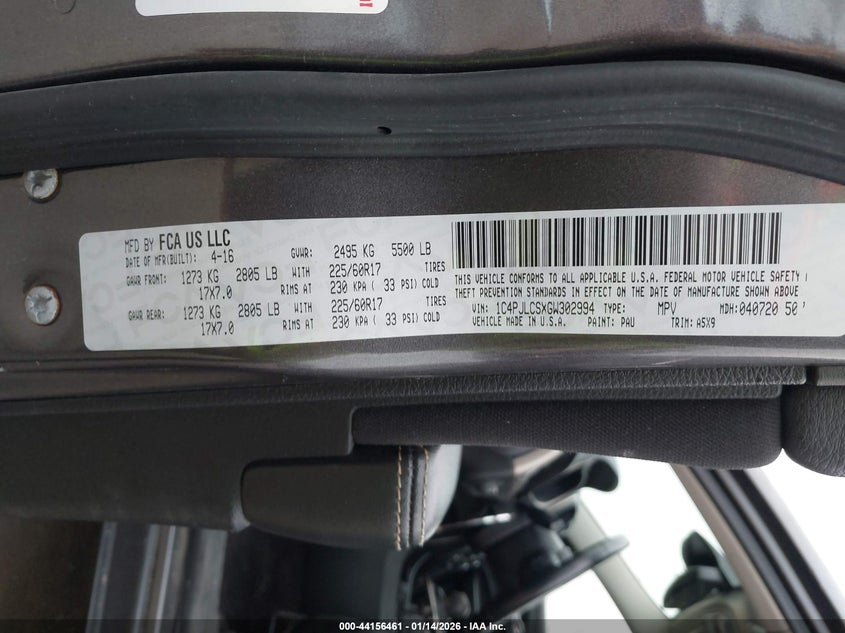 MFD BY FCA US LLC
DATE OF MFR(BUILT): 4-16 GVWR: 2495 KG 5500 LB
GAWR FRONT: 1273 KG 2805 LB WITH 225/60R17 TIRES
17X7.0 RIMS AT 230 KPA ( 33 PSI) COLD
GAWR REAR: 1273 KG 2805 LB WITH 225/60R17 TIRES
17X7.0 RIMS AT 230 KPA ( 33 PSI) COLD
THIS VEHICLE CONFORMS TO ALL APPLICABLE U.S.A. FEDERAL MOTOR VEHICLE SAFETY
THEFT PREVENTION STANDARDS IN EFFECT ON THE DATE OF MANUFACTURE SHOWN ABOVE
VIN: 1C4PJLCSXGW302994 TYPE: MPV MDH:040720 50
VEHICLE MADE IN U.S.A. PAINT: PAU TRIM: A5X9
000-44156461 - 01/14/2026 - IAA Inc.